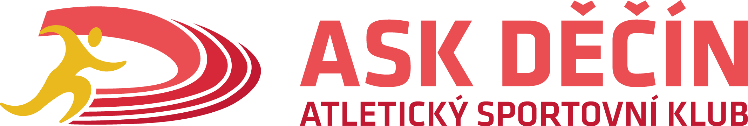 ASK DĚČÍN
ATLETICKÝ SPORTOVNÍ KLUB